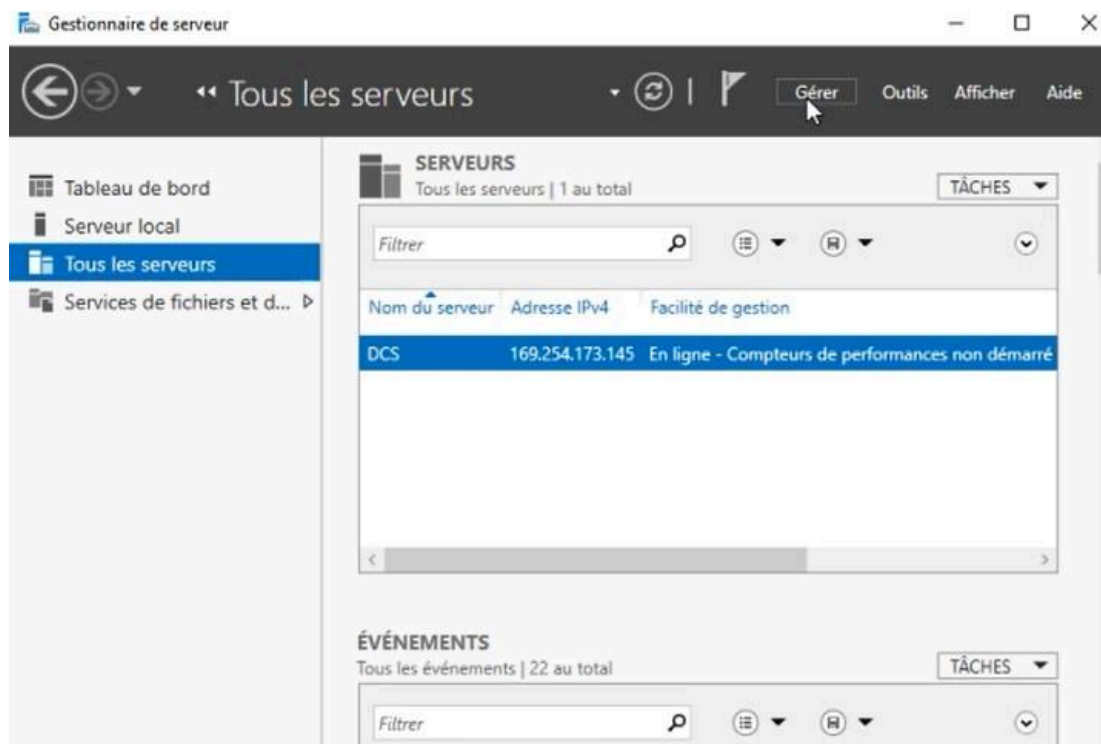 Gestionnaire de serveur
Tous les serveurs
Gérer Outils Afficher Aide
Tableau de bord
Serveur local
Tous les serveurs
Services de fichiers et d...
SERVEURS
Tous les serveurs | 1 au total
TÂCHES
Filtrer
Nom du serveur Adresse IPv4 Facilité de gestion
DCS 169.254.173.145 En ligne - Compteurs de performances non démarré
ÉVÉNEMENTS
Tous les événements | 22 au total
TÂCHES
Filtrer